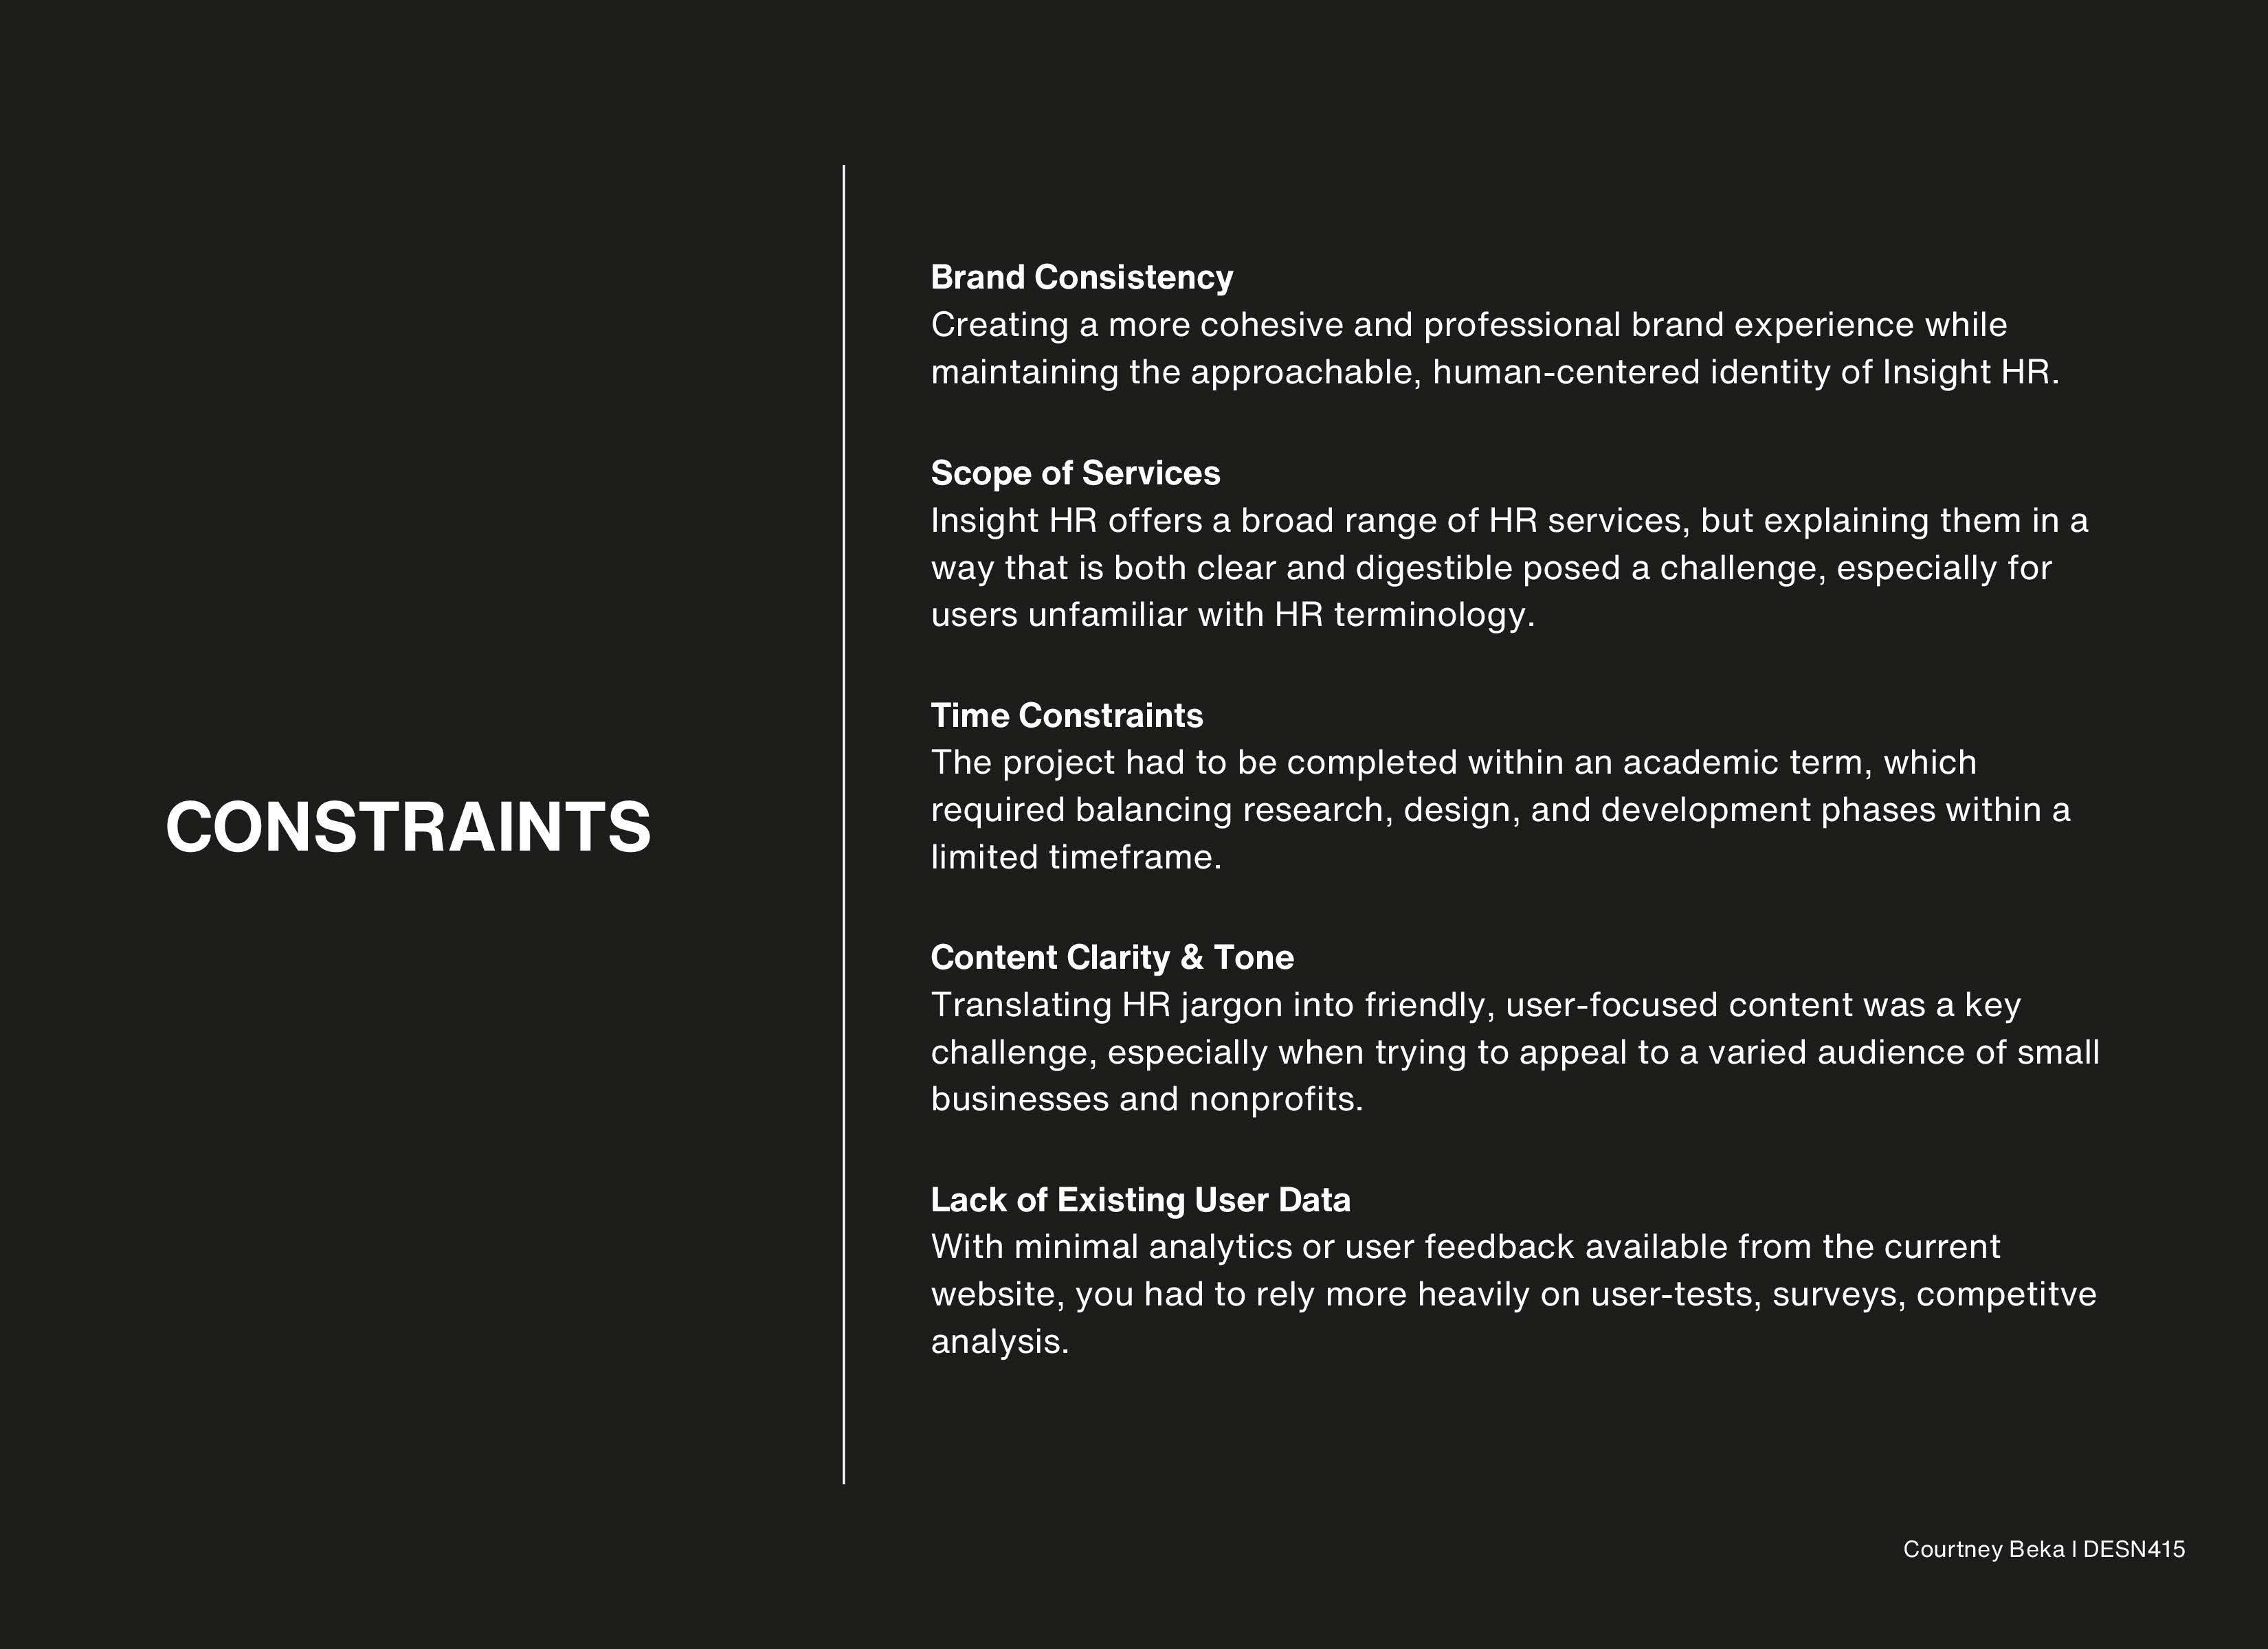 CONSTRAINTS
Brand Consistency
Creating a more cohesive and professional brand experience while
maintaining the approachable, human-centered identity of Insight HR.
Scope of Services
Insight HR offers a broad range of HR services, but explaining them in a
way that is both clear and digestible posed a challenge, especially for
users unfamiliar with HR terminology.
Time Constraints
The project had to be completed within an academic term, which
required balancing research, design, and development phases within a
limited timeframe.
Content Clarity & Tone
Translating HR jargon into friendly, user-focused content was a key
challenge, especially when trying to appeal to a varied audience of small
businesses and nonprofits.
Lack of Existing User Data
With minimal analytics or user feedback available from the current
website, you had to rely more heavily on user-tests, surveys, competitve
analysis.
Courtney Beka | DESN415